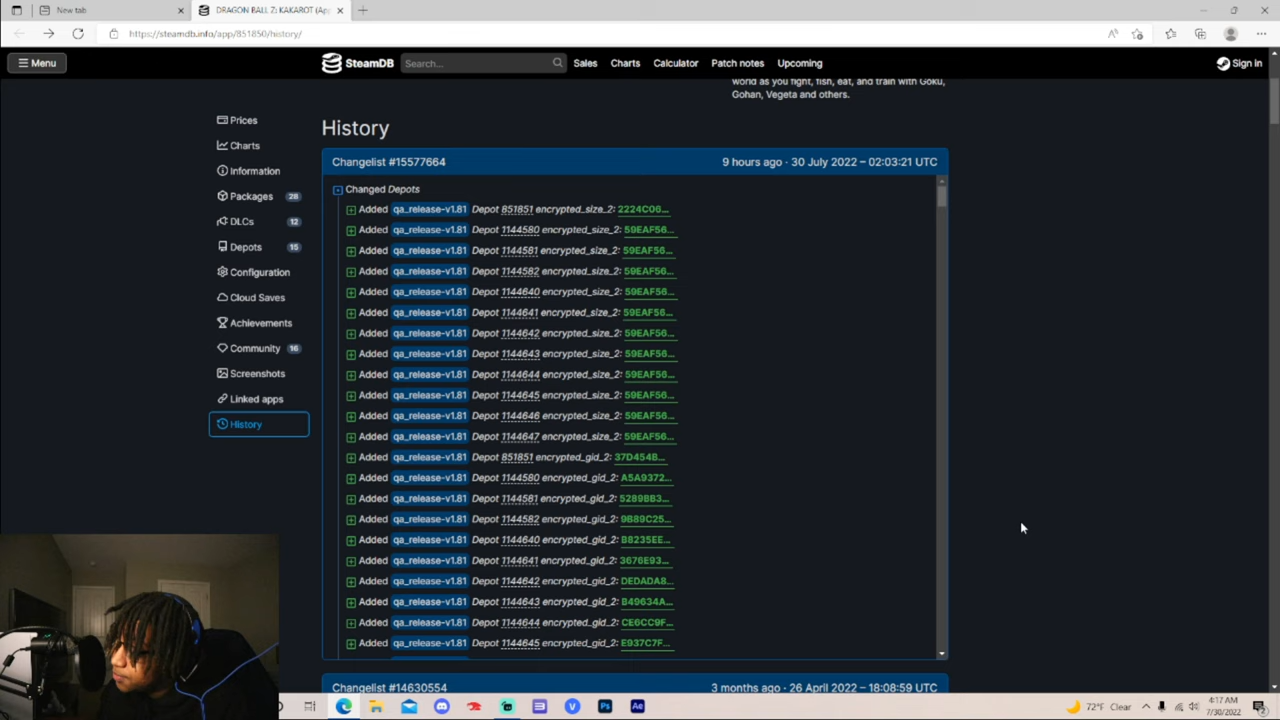 New tab
DRAGON BALL Z: KAKAROT (App
https://steamdb.info/app/851850/history/
Menu
SteamDB
Search...
Sales
Charts
Calculator
Patch notes
Upcoming
Sign in
world as you fight, fish, eat, and train with Goku,
Gohan, Vegeta and others.
Prices
Charts
Information
Packages 28
DLCs 12
Depots 15
Configuration
Cloud Saves
Achievements
Community 16
Screenshots
Linked apps
History
History
Changelist #15577664 9 hours ago · 30 July 2022 – 02:03:21 UTC
Changed Depots
Added qa_release-v1.81 Depot 851851 encrypted_size_2: 2224C06...
Added qa_release-v1.81 Depot 1144580 encrypted_size_2: 59EAF56...
Added qa_release-v1.81 Depot 1144581 encrypted_size_2: 59EAF56...
Added qa_release-v1.81 Depot 1144582 encrypted_size_2: 59EAF56...
Added qa_release-v1.81 Depot 1144640 encrypted_size_2: 59EAF56...
Added qa_release-v1.81 Depot 1144641 encrypted_size_2: 59EAF56...
Added qa_release-v1.81 Depot 1144642 encrypted_size_2: 59EAF56...
Added qa_release-v1.81 Depot 1144643 encrypted_size_2: 59EAF56...
Added qa_release-v1.81 Depot 1144644 encrypted_size_2: 59EAF56...
Added qa_release-v1.81 Depot 1144645 encrypted_size_2: 59EAF56...
Added qa_release-v1.81 Depot 1144646 encrypted_size_2: 59EAF56...
Added qa_release-v1.81 Depot 1144647 encrypted_size_2: 59EAF56...
Added qa_release-v1.81 Depot 851851 encrypted_gid_2: 37D454B...
Added qa_release-v1.81 Depot 1144580 encrypted_gid_2: A5A9372...
Added qa_release-v1.81 Depot 1144581 encrypted_gid_2: 5289BB3...
Added qa_release-v1.81 Depot 1144582 encrypted_gid_2: 9B89C25...
Added qa_release-v1.81 Depot 1144640 encrypted_gid_2: B8235EE...
Added qa_release-v1.81 Depot 1144641 encrypted_gid_2: 3676E93...
Added qa_release-v1.81 Depot 1144642 encrypted_gid_2: DEDADA8...
Added qa_release-v1.81 Depot 1144643 encrypted_gid_2: B49634A...
Added qa_release-v1.81 Depot 1144644 encrypted_gid_2: CE6CC9F...
Added qa_release-v1.81 Depot 1144645 encrypted_gid_2: E937C7F...
Changelist #14630554 3 months ago · 26 April 2022 – 18:08:59 UTC
72°F Clear
4:17 AM
7/30/2022